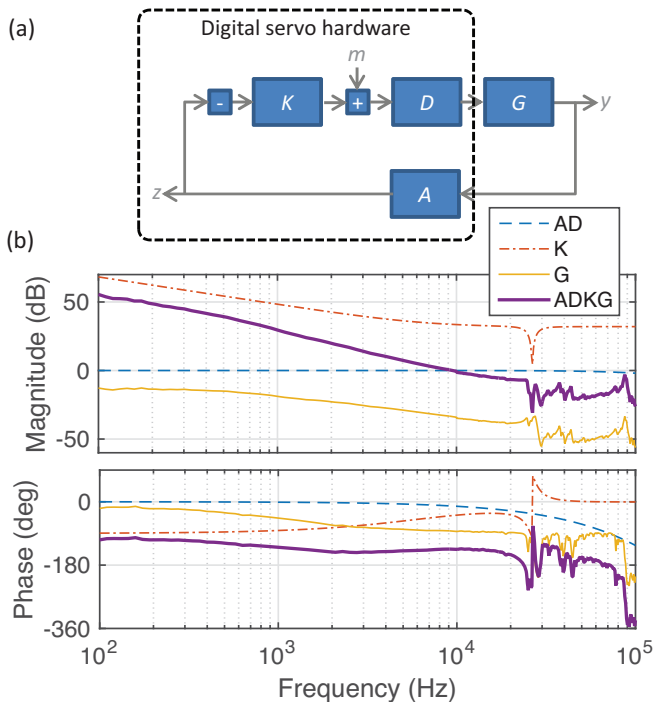 (a)
Digital servo hardware
m
- K + D G y
z A
(b)
AD
K
G
ADKG
Magnitude (dB)
50
0
-50
Phase (deg)
0
-180
-360
10^2 10^3 10^4 10^5
Frequency (Hz)